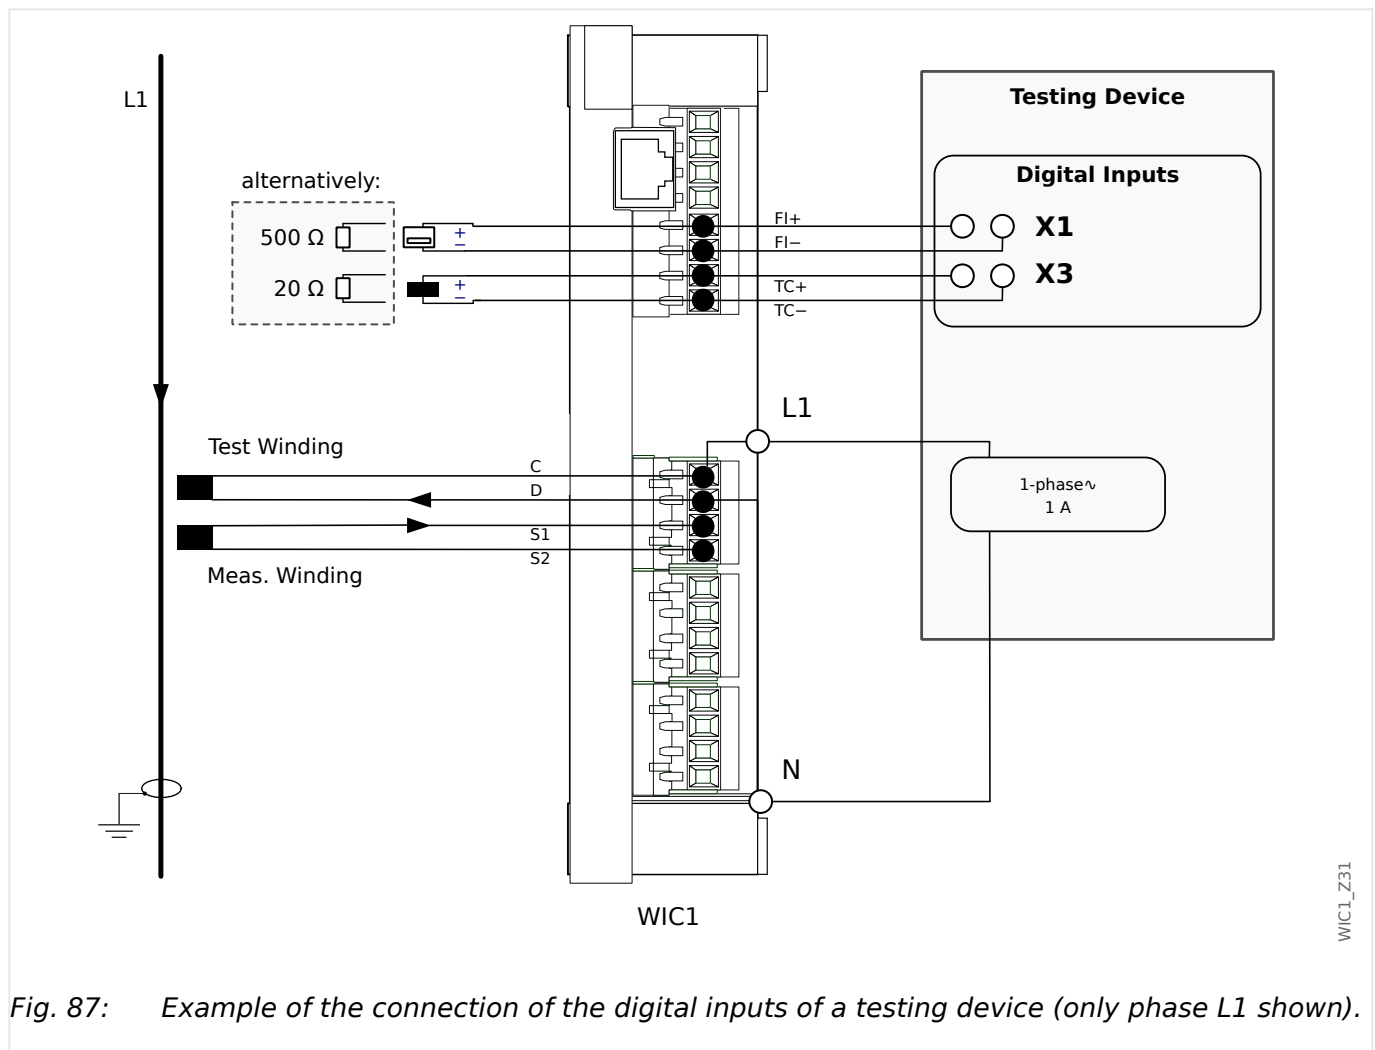 L1
alternatively:
500 Ω
20 Ω
+
−
+
−
FI+
FI−
TC+
TC−
Testing Device
Digital Inputs
X1
X3
L1
Test Winding
C
D
S1
S2
Meas. Winding
1-phase∿
1 A
N
WIC1
WIC1_Z31
Fig. 87: Example of the connection of the digital inputs of a testing device (only phase L1 shown).